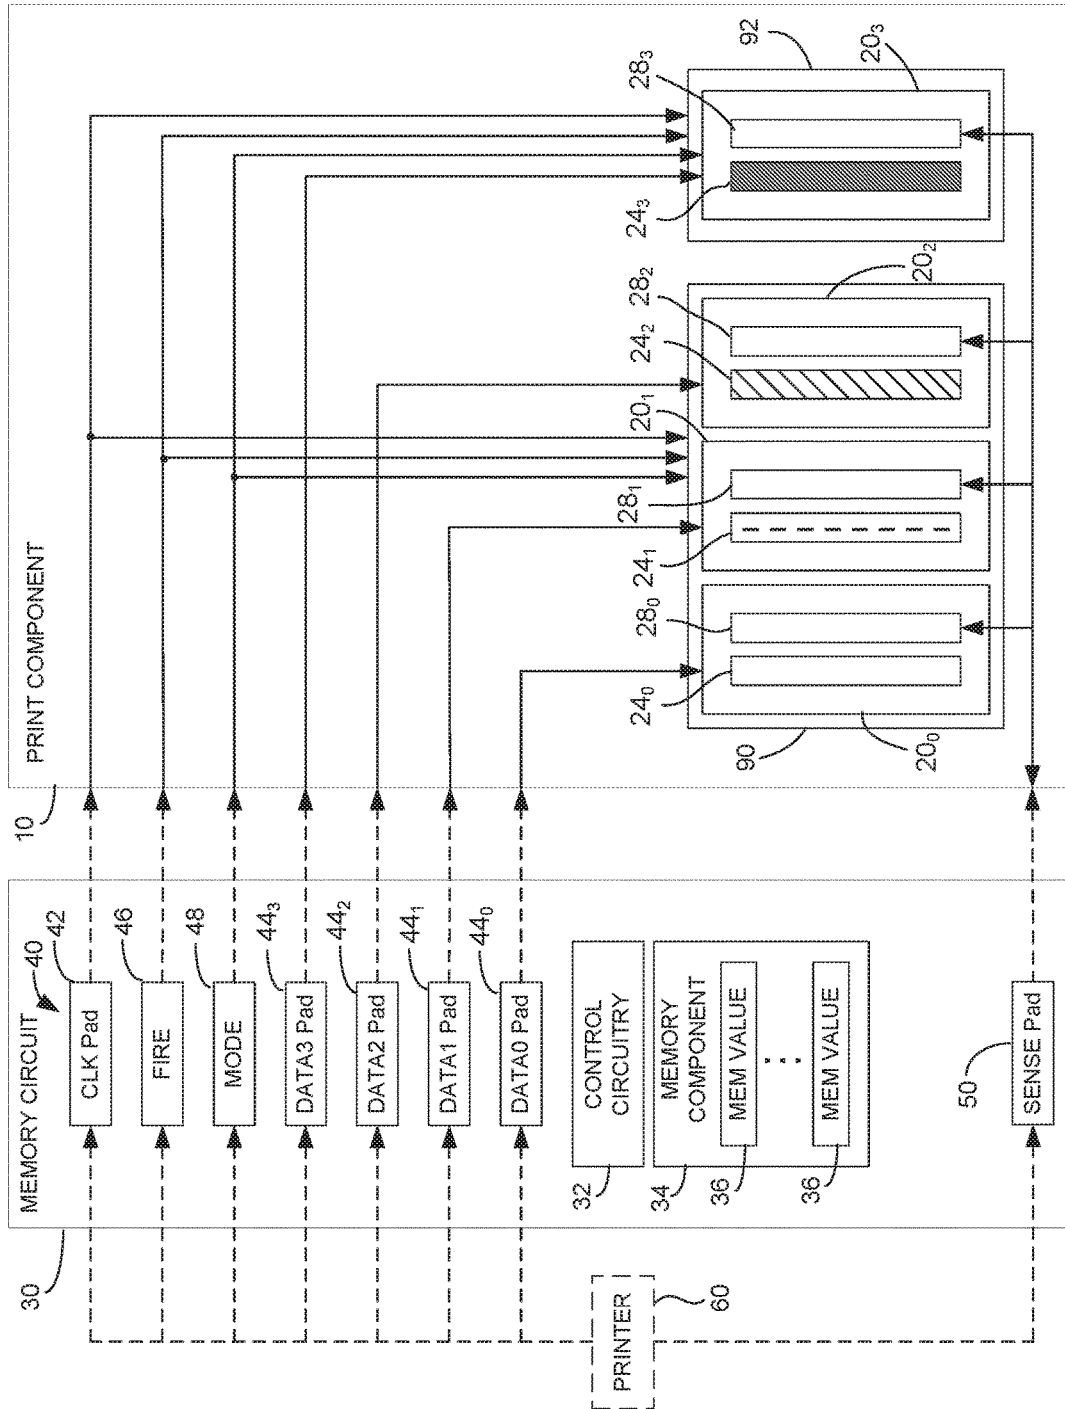 PRINT COMPONENT
10
MEMORY CIRCUIT
30
40
CLK Pad
42
FIRE
46
MODE
48
DATA3 Pad
44₃
DATA2 Pad
44₂
DATA1 Pad
44₁
DATA0 Pad
44₀
CONTROL
CIRCUITRY
32
MEMORY
COMPONENT
34
MEM VALUE
36
MEM VALUE
36
SENSE Pad
50
PRINTER
60
90
20₀
24₀
28₀
24₁
28₁
20₁
24₂
28₂
20₂
24₃
28₃
20₃
92